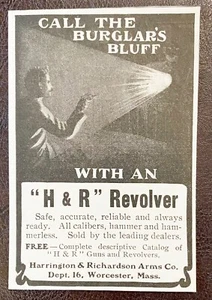 CALL THE
BURGLAR'S
BLUFF
WITH AN
"H & R" Revolver
Safe, accurate, reliable and always
ready. All calibers, hammer and ham-
merless. Sold by the leading dealers.
FREE—Complete descriptive Catalog of
"H & R" Guns and Revolvers.
Harrington & Richardson Arms Co.
Dept. 16, Worcester, Mass.